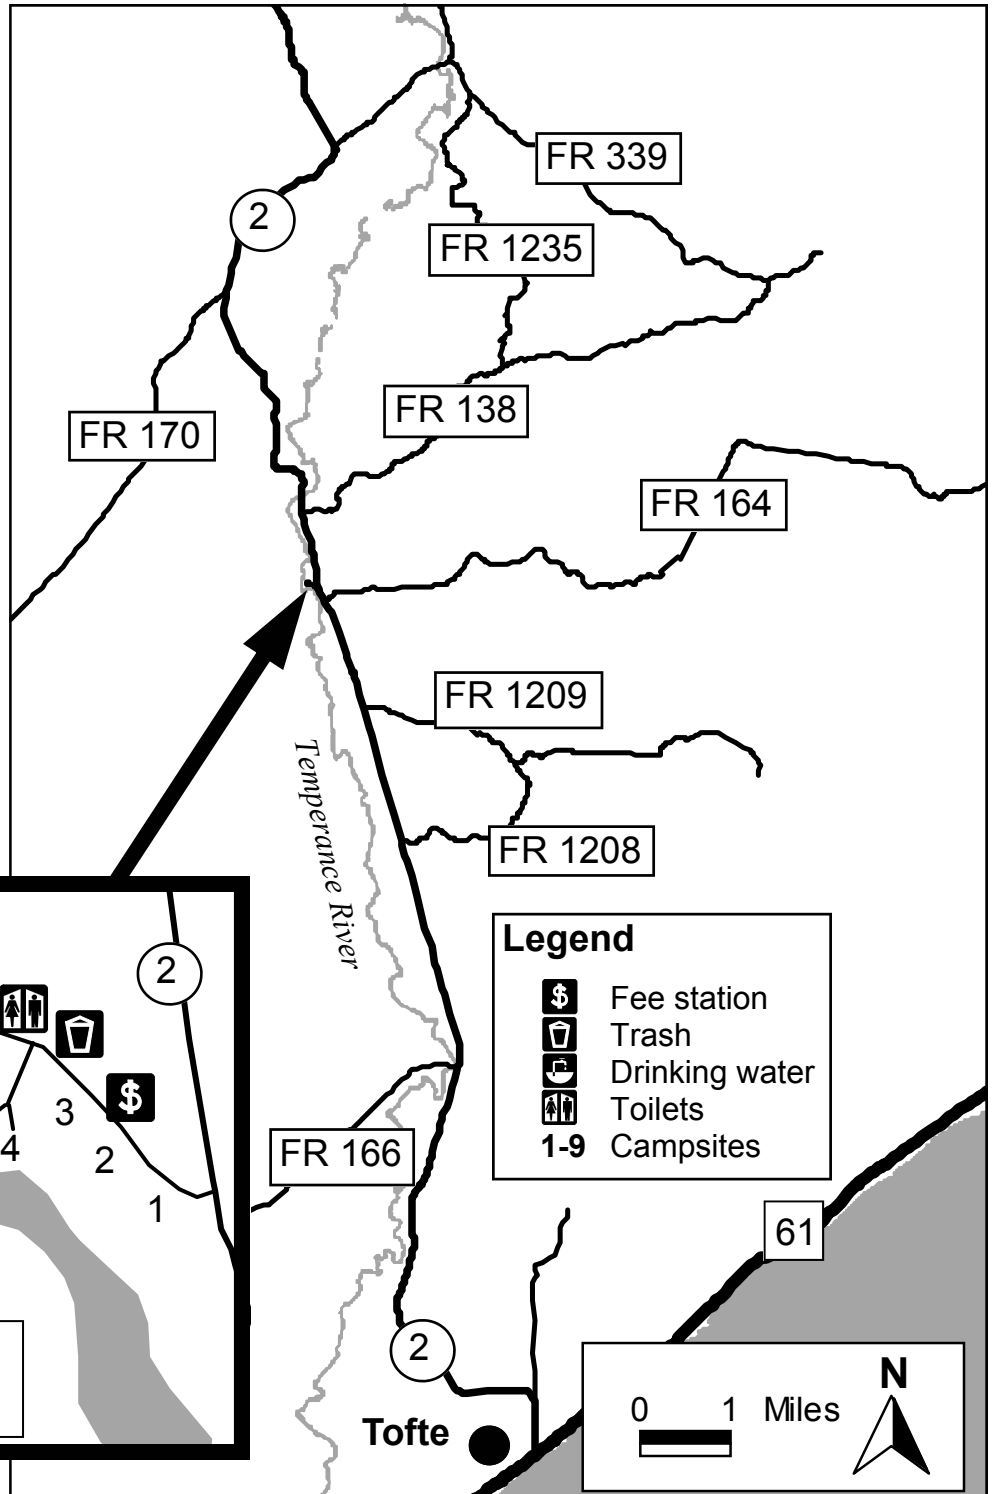 FR 339
2
FR 1235
FR 138
FR 170
FR 164
FR 1209
Temperance River
FR 1208
Legend
$ Fee station
Trash
Drinking water
Toilets
1-9 Campsites
2
$
3
4
2
1
FR 166
61
2
Tofte
N
0 1 Miles